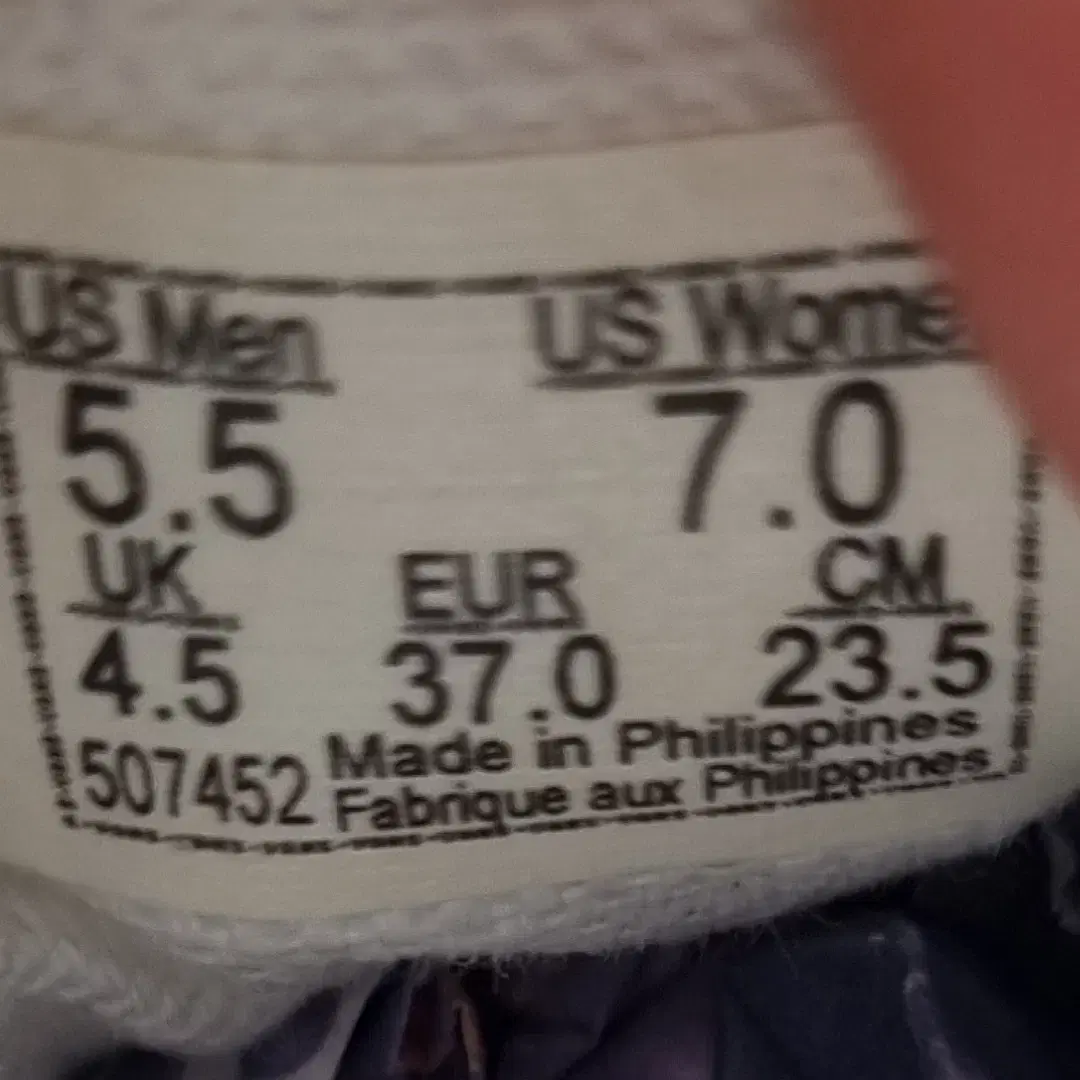 US Men US Wome
5.5 7.0
UK EUR CM
4.5 37.0 23.5
507452 Made in Philippines
Fabrique aux Philippines